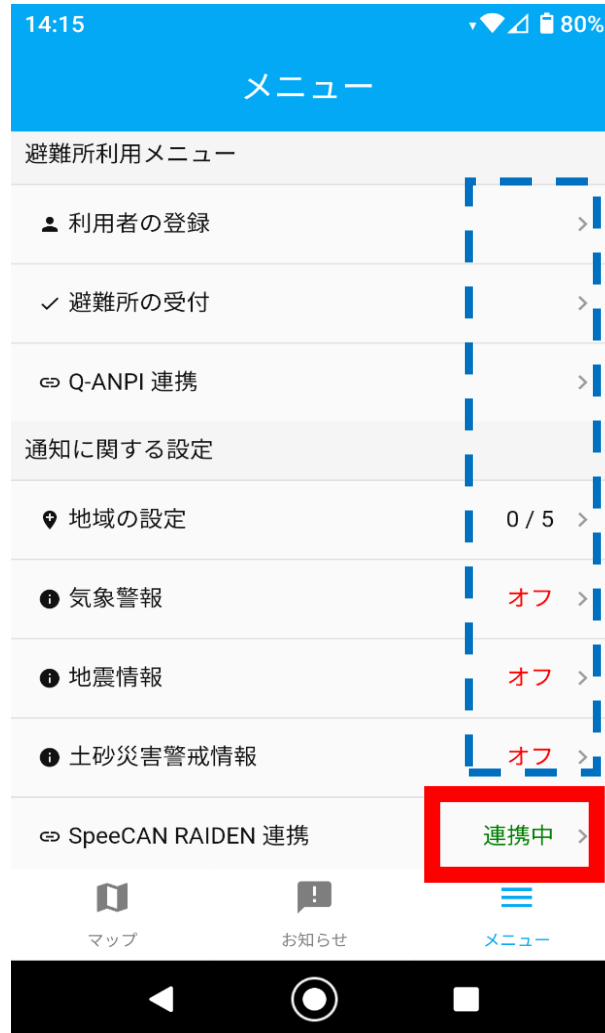 14:15 80%
メニュー
避難所利用メニュー
利用者の登録
避難所の受付
Q-ANPI 連携
通知に関する設定
地域の設定 0 / 5
気象警報 オフ
地震情報 オフ
土砂災害警戒情報 オフ
SpeeCAN RAIDEN 連携 連携中
マップ お知らせ メニュー